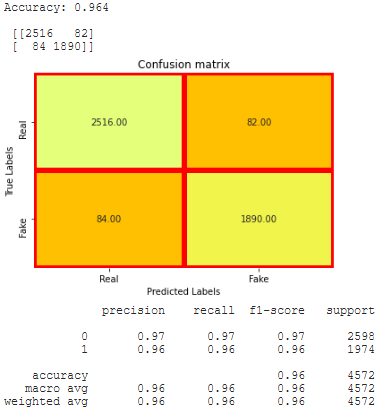 Accuracy: 0.964
[[2516 82]
[ 84 1890]]
Confusion matrix
True Labels
Real
2516.00 82.00
Fake
84.00 1890.00
Real Fake
Predicted Labels
precision recall f1-score support
0 0.97 0.97 0.97 2598
1 0.96 0.96 0.96 1974
accuracy 0.96 4572
macro avg 0.96 0.96 0.96 4572
weighted avg 0.96 0.96 0.96 4572